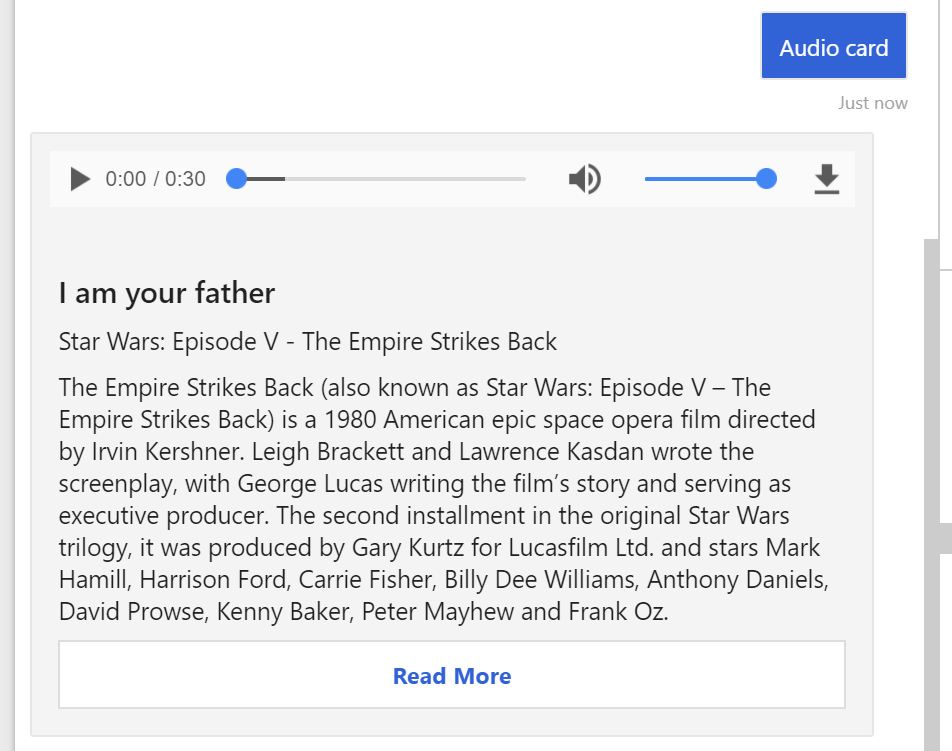 Audio card
Just now
0:00 / 0:30
I am your father
Star Wars: Episode V - The Empire Strikes Back
The Empire Strikes Back (also known as Star Wars: Episode V – The
Empire Strikes Back) is a 1980 American epic space opera film directed
by Irvin Kershner. Leigh Brackett and Lawrence Kasdan wrote the
screenplay, with George Lucas writing the film’s story and serving as
executive producer. The second installment in the original Star Wars
trilogy, it was produced by Gary Kurtz for Lucasfilm Ltd. and stars Mark
Hamill, Harrison Ford, Carrie Fisher, Billy Dee Williams, Anthony Daniels,
David Prowse, Kenny Baker, Peter Mayhew and Frank Oz.
Read More